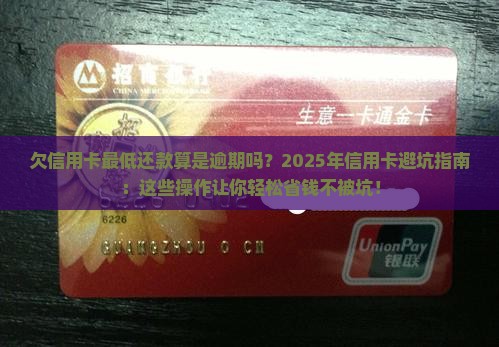 招商银行
CHINA MERCHANTS BANK
生意一卡通金卡
欠信用卡最低还款算是逾期吗？2025年信用卡避坑指南
：这些操作让你轻松省钱不被坑！
6226
GUANGZHOU O CM
UnionPay
银联